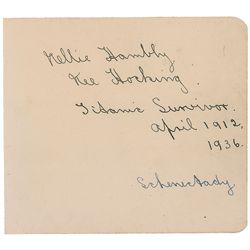 Nellie Hambly
Nee Hocking
Titanic Survivor.
April 1912,
1936.
Schenectady